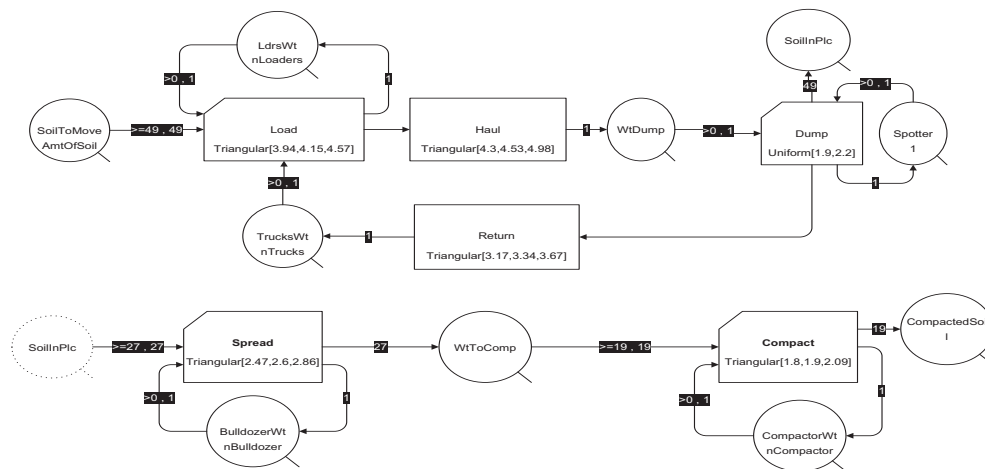 LdrsWt
nLoaders
>0 , 1
1
SoilToMove
AmtOfSoil
>=49 , 49
Load
Triangular[3.94,4.15,4.57]
Haul
Triangular[4.3,4.53,4.98]
1
WtDump
>0 , 1
SoilInPlc
49
>0 , 1
Dump
Uniform[1.9,2.2]
Spotter
1
1
>0 , 1
TrucksWt
nTrucks
1
Return
Triangular[3.17,3.34,3.67]
SoilInPlc
>=27 , 27
Spread
Triangular[2.47,2.6,2.86]
27
WtToComp
>=19 , 19
Compact
Triangular[1.8,1.9,2.09]
19
CompactedSoi
l
>0 , 1
1
BulldozerWt
nBulldozer
>0 , 1
1
CompactorWt
nCompactor